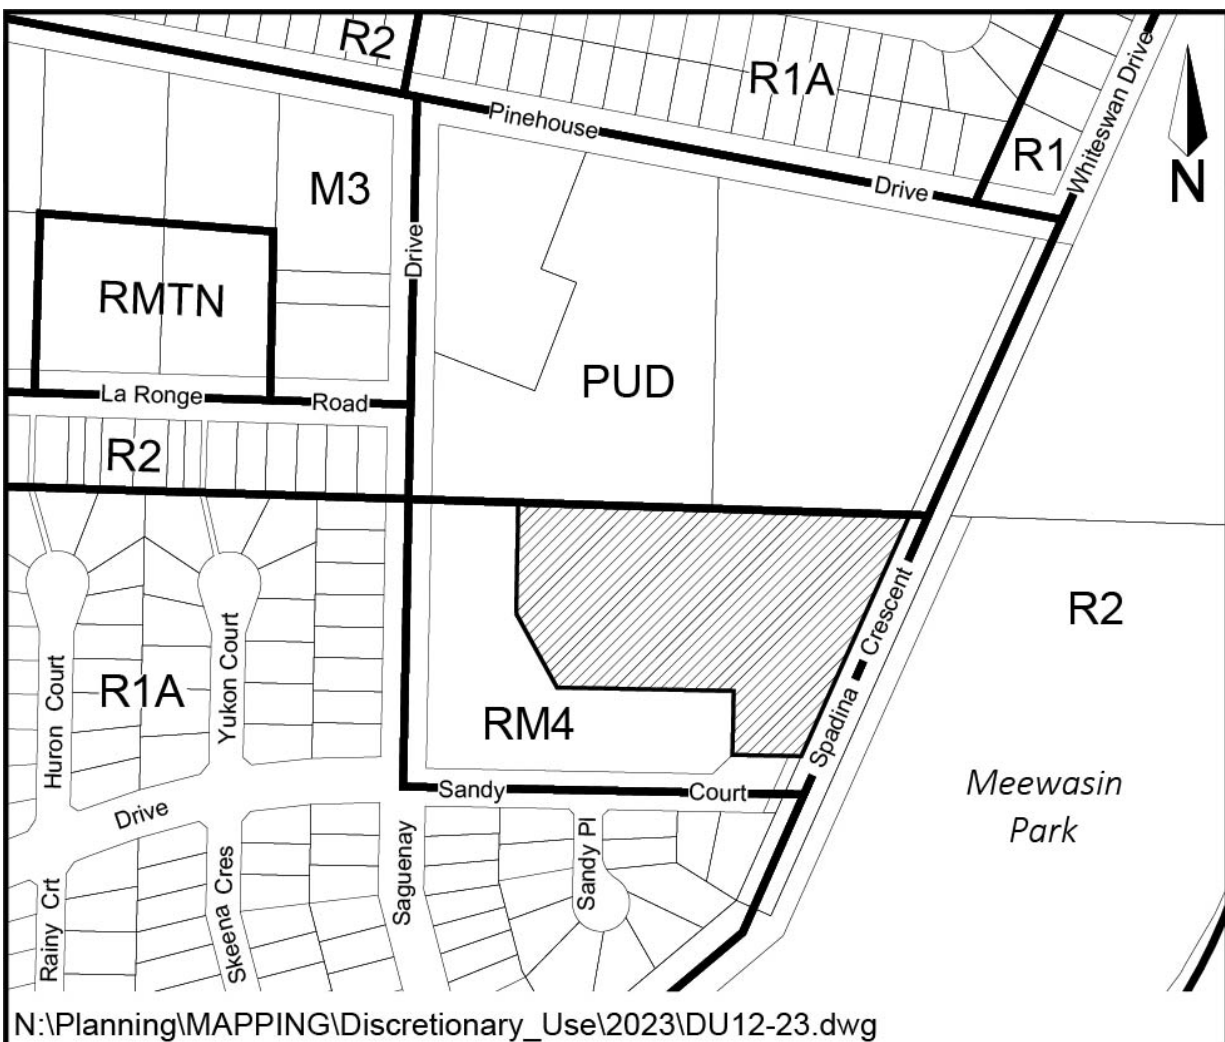 R2
R1A
Pinehouse
Drive
R1
Whiteswan Drive
N
M3
Drive
RMTN
PUD
La Ronge
Road
R2
R2
Crescent
Spadina
R1A
Huron Court
Yukon Court
RM4
Sandy
Court
Meewasin
Park
Drive
Rainy Crt
Skeena Cres
Saguenay
Sandy Pl
N:\Planning\MAPPING\Discretionary_Use\2023\DU12-23.dwg